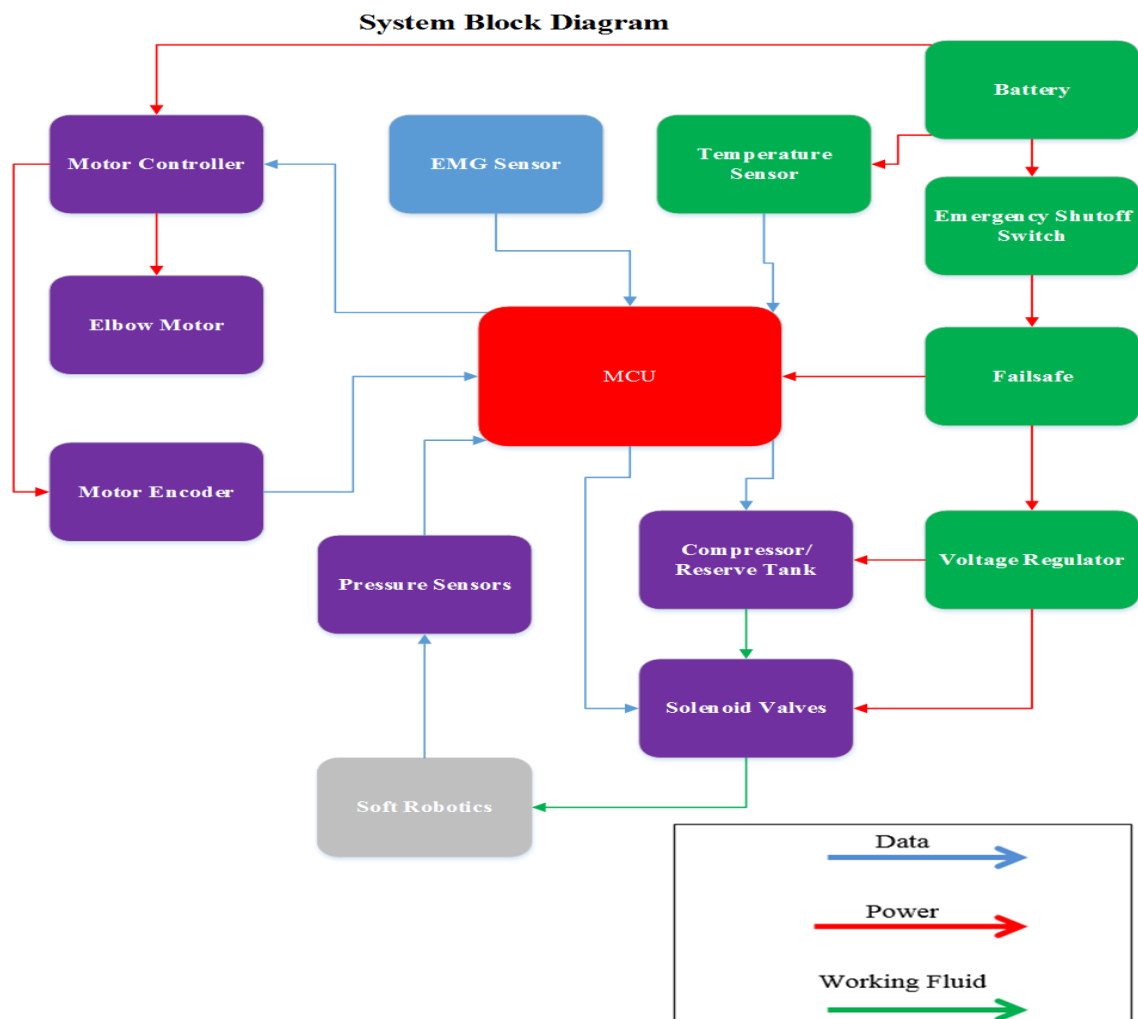 System Block Diagram
Battery
Motor Controller
EMG Sensor
Temperature
Sensor
Emergency Shutoff
Switch
Elbow Motor
MCU
Failsafe
Motor Encoder
Pressure Sensors
Compressor/
Reserve Tank
Voltage Regulator
Solenoid Valves
Soft Robotics
Data
Power
Working Fluid